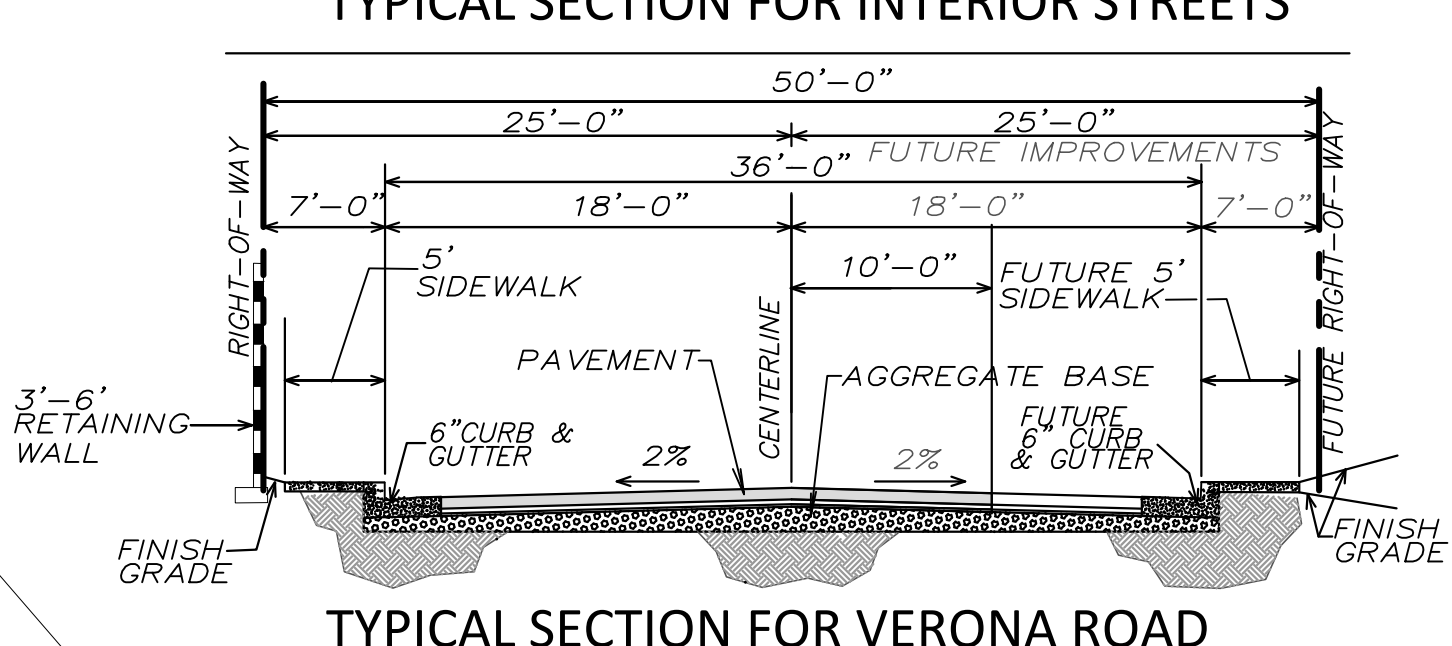 TYPICAL SECTION FOR INTERIOR STREETS
50'-0"
25'-0"
25'-0"
FUTURE IMPROVEMENTS
36'-0"
7'-0"
18'-0"
18'-0"
7'-0"
RIGHT-OF-WAY
FUTURE RIGHT-OF-WAY
5'
SIDEWALK
10'-0"
FUTURE 5'
SIDEWALK
CENTERLINE
PAVEMENT
AGGREGATE BASE
3'-6'
RETAINING
WALL
6"CURB &
GUTTER
2%
2%
FUTURE
6" CURB
& GUTTER
FINISH
GRADE
FINISH
GRADE
TYPICAL SECTION FOR VERONA ROAD